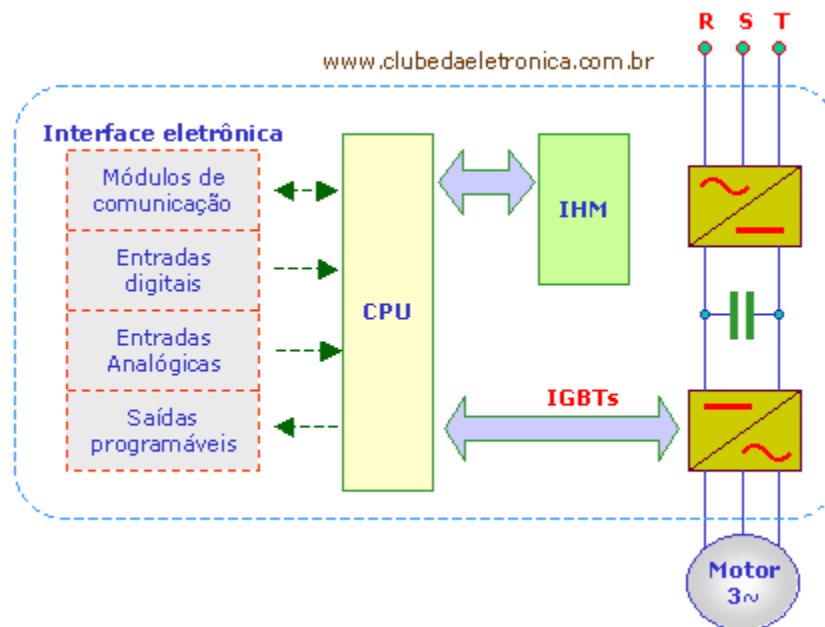 R S T
www.clubedaeletronica.com.br
Interface eletrônica
Módulos de
comunicação
Entradas
digitais
Entradas
Analógicas
Saídas
programáveis
CPU
IHM
IGBTs
Motor
3~